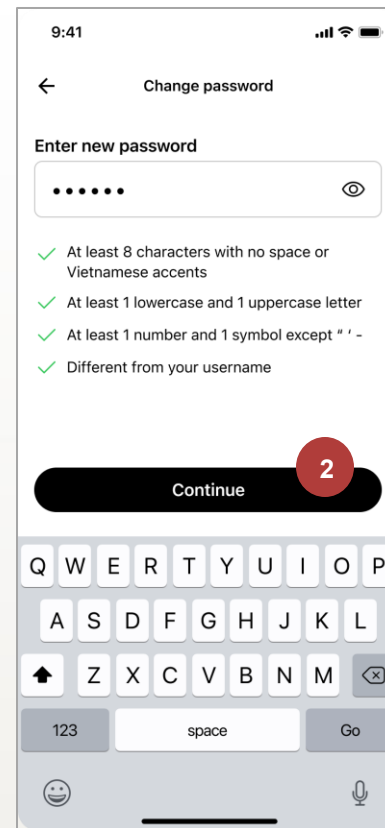 9:41
Change password
Enter new password
••••••
At least 8 characters with no space or
Vietnamese accents
At least 1 lowercase and 1 uppercase letter
At least 1 number and 1 symbol except " ' -
Different from your username
2
Continue
Q W E R T Y U I O P
A S D F G H J K L
Z X C V B N M
123 space Go